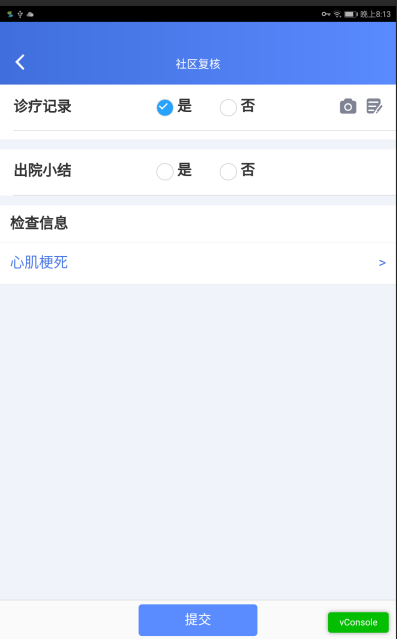 晚上8:13
社区复核
诊疗记录 是 否
出院小结 是 否
检查信息
心肌梗死 >
提交
vConsole